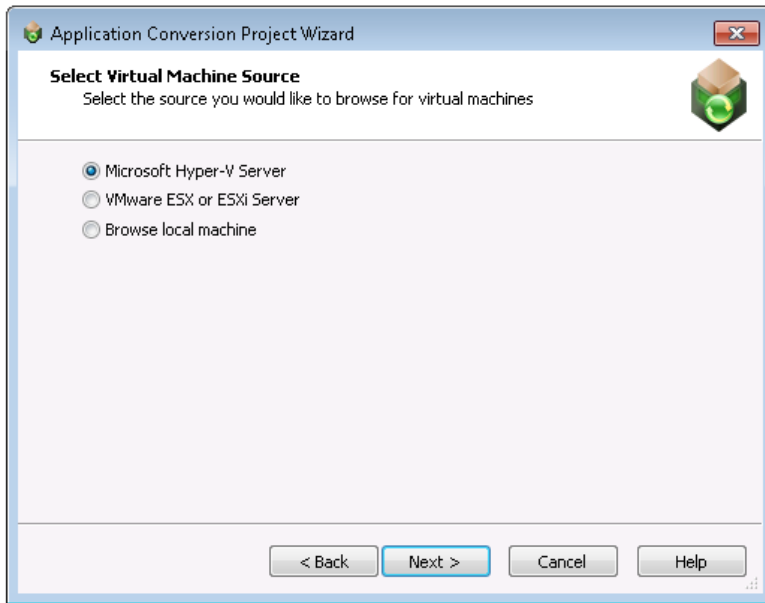 Application Conversion Project Wizard
Select Virtual Machine Source
Select the source you would like to browse for virtual machines
Microsoft Hyper-V Server
VMware ESX or ESXi Server
Browse local machine
< Back Next > Cancel Help